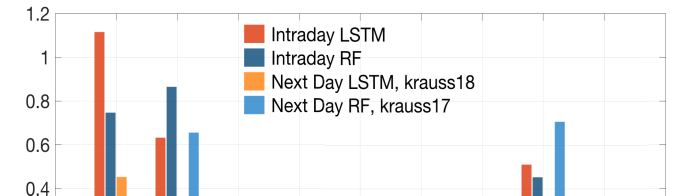 1.2
Intraday LSTM
1
Intraday RF
Next Day LSTM, krauss18
0.8
Next Day RF, krauss17
0.6
0.4